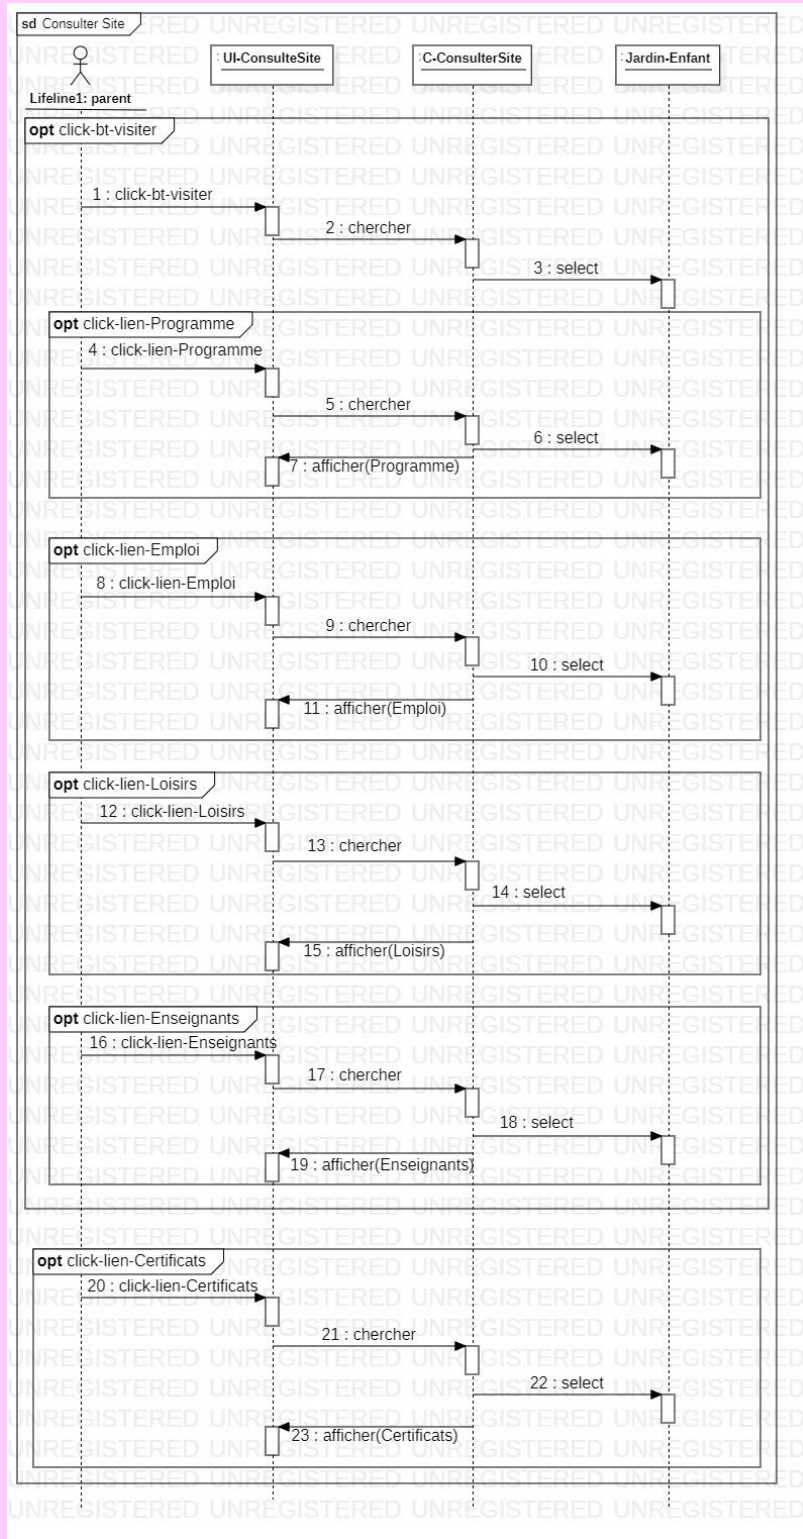 sd Consulter Site
: UI-ConsulteSite
: C-ConsulterSite
: Jardin-Enfant
Lifeline1: parent
opt click-bt-visiter
1 : click-bt-visiter
2 : chercher
3 : select
opt click-lien-Programme
4 : click-lien-Programme
5 : chercher
6 : select
7 : afficher(Programme)
opt click-lien-Emploi
8 : click-lien-Emploi
9 : chercher
10 : select
11 : afficher(Emploi)
opt click-lien-Loisirs
12 : click-lien-Loisirs
13 : chercher
14 : select
15 : afficher(Loisirs)
opt click-lien-Enseignants
16 : click-lien-Enseignants
17 : chercher
18 : select
19 : afficher(Enseignants)
opt click-lien-Certificats
20 : click-lien-Certificats
21 : chercher
22 : select
23 : afficher(Certificats)
UNREGISTERED UNREGISTERED UNREGISTERED UNREGISTERED